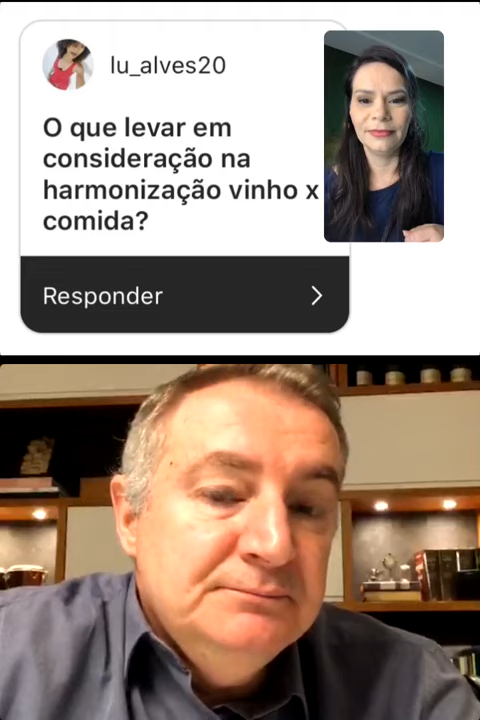 lu_alves20
O que levar em
consideração na
harmonização vinho x
comida?
Responder